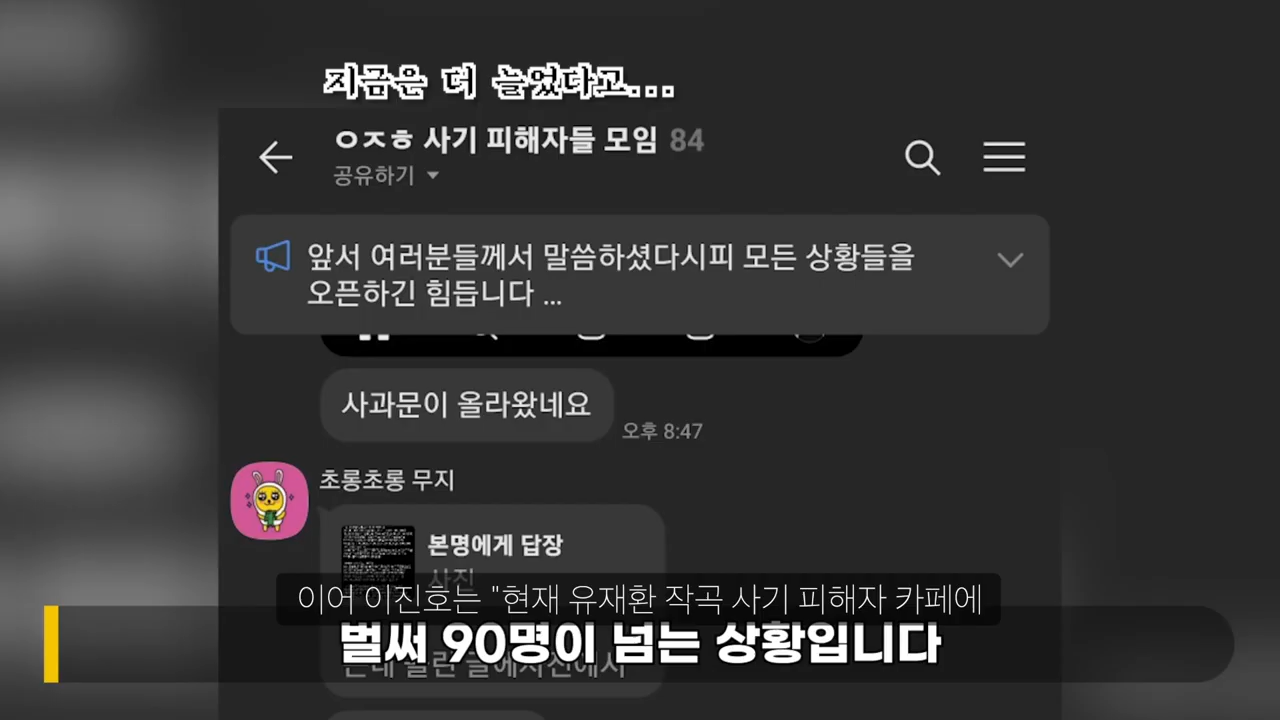 지금은 더 늘었다고...
ㅇㅈㅎ 사기 피해자들 모임 84
공유하기
앞서 여러분들께서 말씀하셨다시피 모든 상황들을
오픈하긴 힘듭니다 ...
사과문이 올라왔네요
오후 8:47
초롱초롱 무지
본명에게 답장
사진
이어 이진호는 "현재 유재환 작곡 사기 피해자 카페에
벌써 90명이 넘는 상황입니다